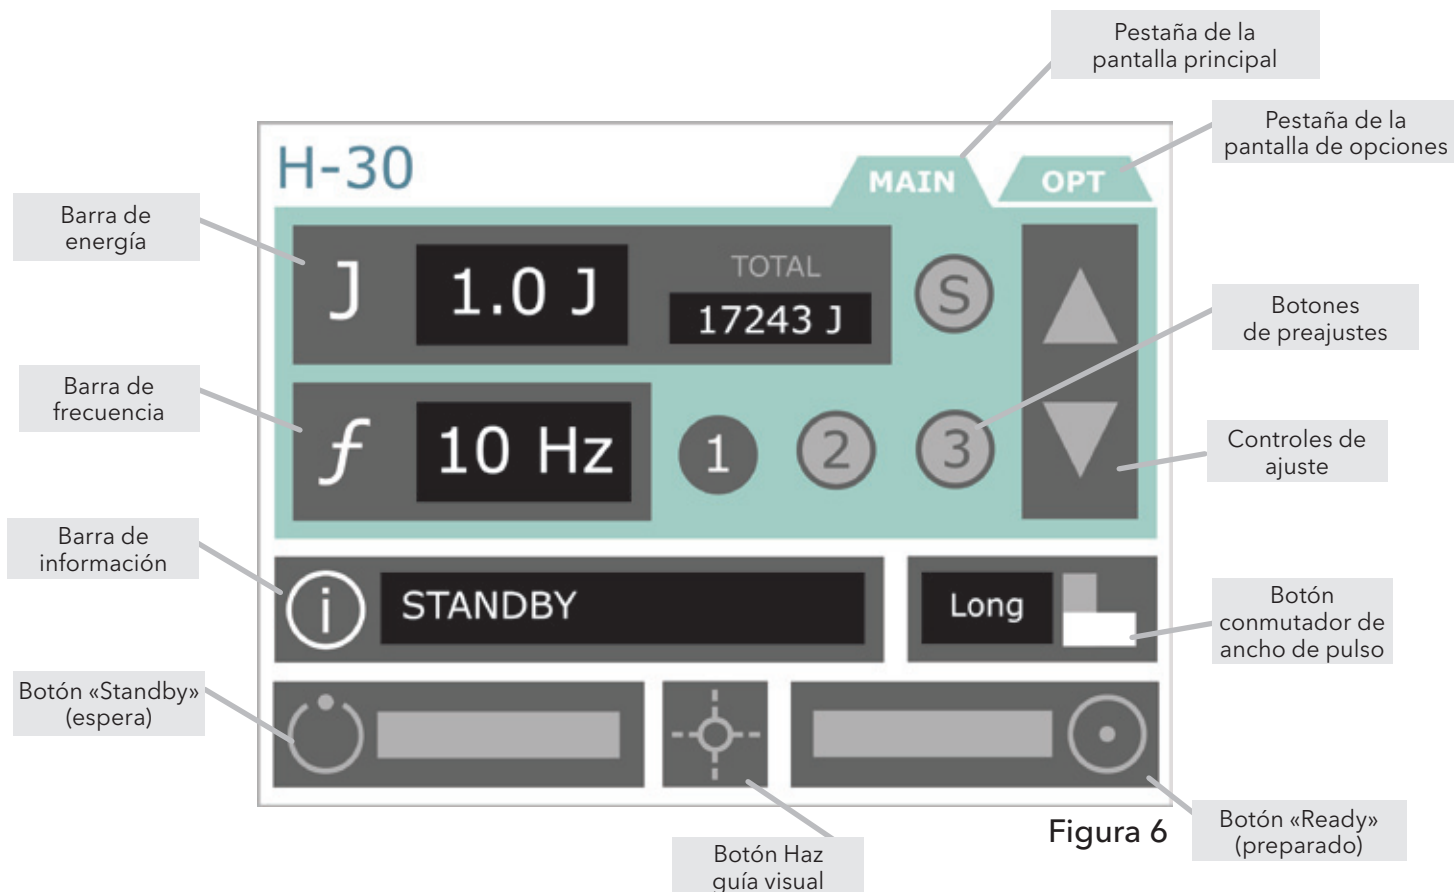 Pestaña de la
pantalla principal
Pestaña de la
pantalla de opciones
H-30
MAIN
OPT
Barra de
energía
J
1.0 J
TOTAL
17243 J
S
Botones
de preajustes
Barra de
frecuencia
f
10 Hz
1
2
3
Controles de
ajuste
Barra de
información
i
STANDBY
Long
Botón
conmutador de
ancho de pulso
Botón «Standby»
(espera)
Figura 6
Botón «Ready»
(preparado)
Botón Haz
guía visual